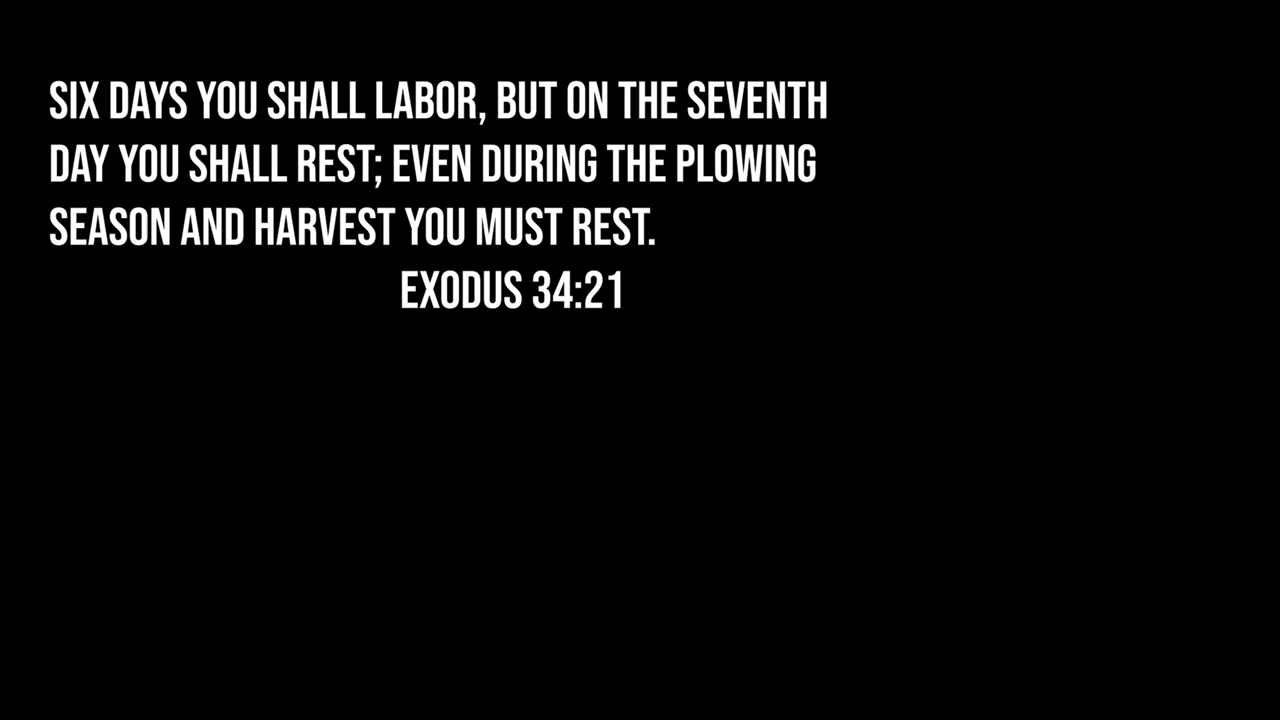 SIX DAYS YOU SHALL LABOR, BUT ON THE SEVENTH
DAY YOU SHALL REST; EVEN DURING THE PLOWING
SEASON AND HARVEST YOU MUST REST.
EXODUS 34:21